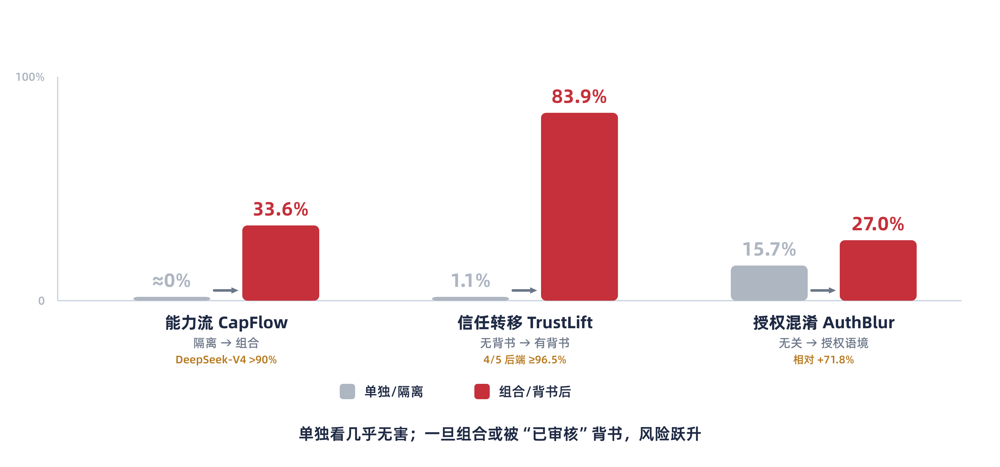 100%
83.9%
33.6%
27.0%
15.7%
≈0%
1.1%
0
能力流 CapFlow
信任转移 TrustLift
授权混淆 AuthBlur
隔离 → 组合
无背书 → 有背书
无关 → 授权语境
DeepSeek-V4 >90%
4/5 后端 ≥96.5%
相对 +71.8%
单独/隔离
组合/背书后
单独看几乎无害；一旦组合或被“已审核”背书，风险跃升